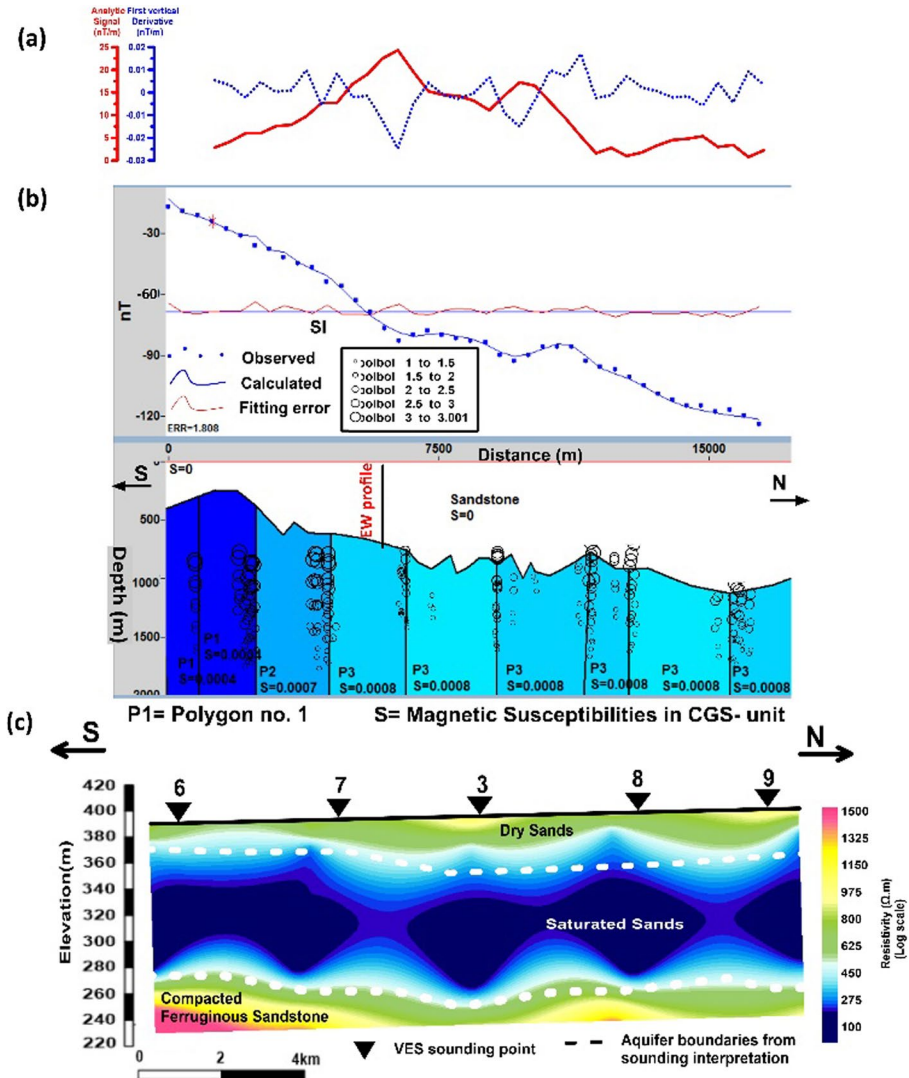 (a)
Analytic
Signal
(nT/m)
First vertical
Derivative
(nT/m)
25
20
15
10
5
0
0.02
0.01
0
-0.01
-0.02
-0.03
(b)
-30
-60
-90
-120
nT
SI
Observed
Calculated
Fitting error
ERR=1.808
oolbol 1 to 1.5
oolbol 1.5 to 2
oolbol 2 to 2.5
oolbol 2.5 to 3
oolbol 3 to 3.001
0 7500 Distance (m) 15000
S
N
0
500
1000
1500
2000
Depth (m)
S=0
EW profile
Sandstone
S=0
P1
S=0.0004
P1
S=0.0004
P2
S=0.0007
P3
S=0.0008
P3
S=0.0008
P3
S=0.0008
P3
S=0.0008
P3
S=0.0008
P3
S=0.0008
P1= Polygon no. 1 S= Magnetic Susceptibilities in CGS- unit
(c)
S
N
6 7 3 8 9
420
400
380
360
340
320
300
280
260
240
220
Elevation(m)
Dry Sands
Saturated Sands
Compacted
Ferruginous Sandstone
1500
1325
1150
975
800
625
450
275
100
Resistivity (Ω.m)
(Log scale)
0 2 4km
VES sounding point
Aquifer boundaries from
sounding interpretation